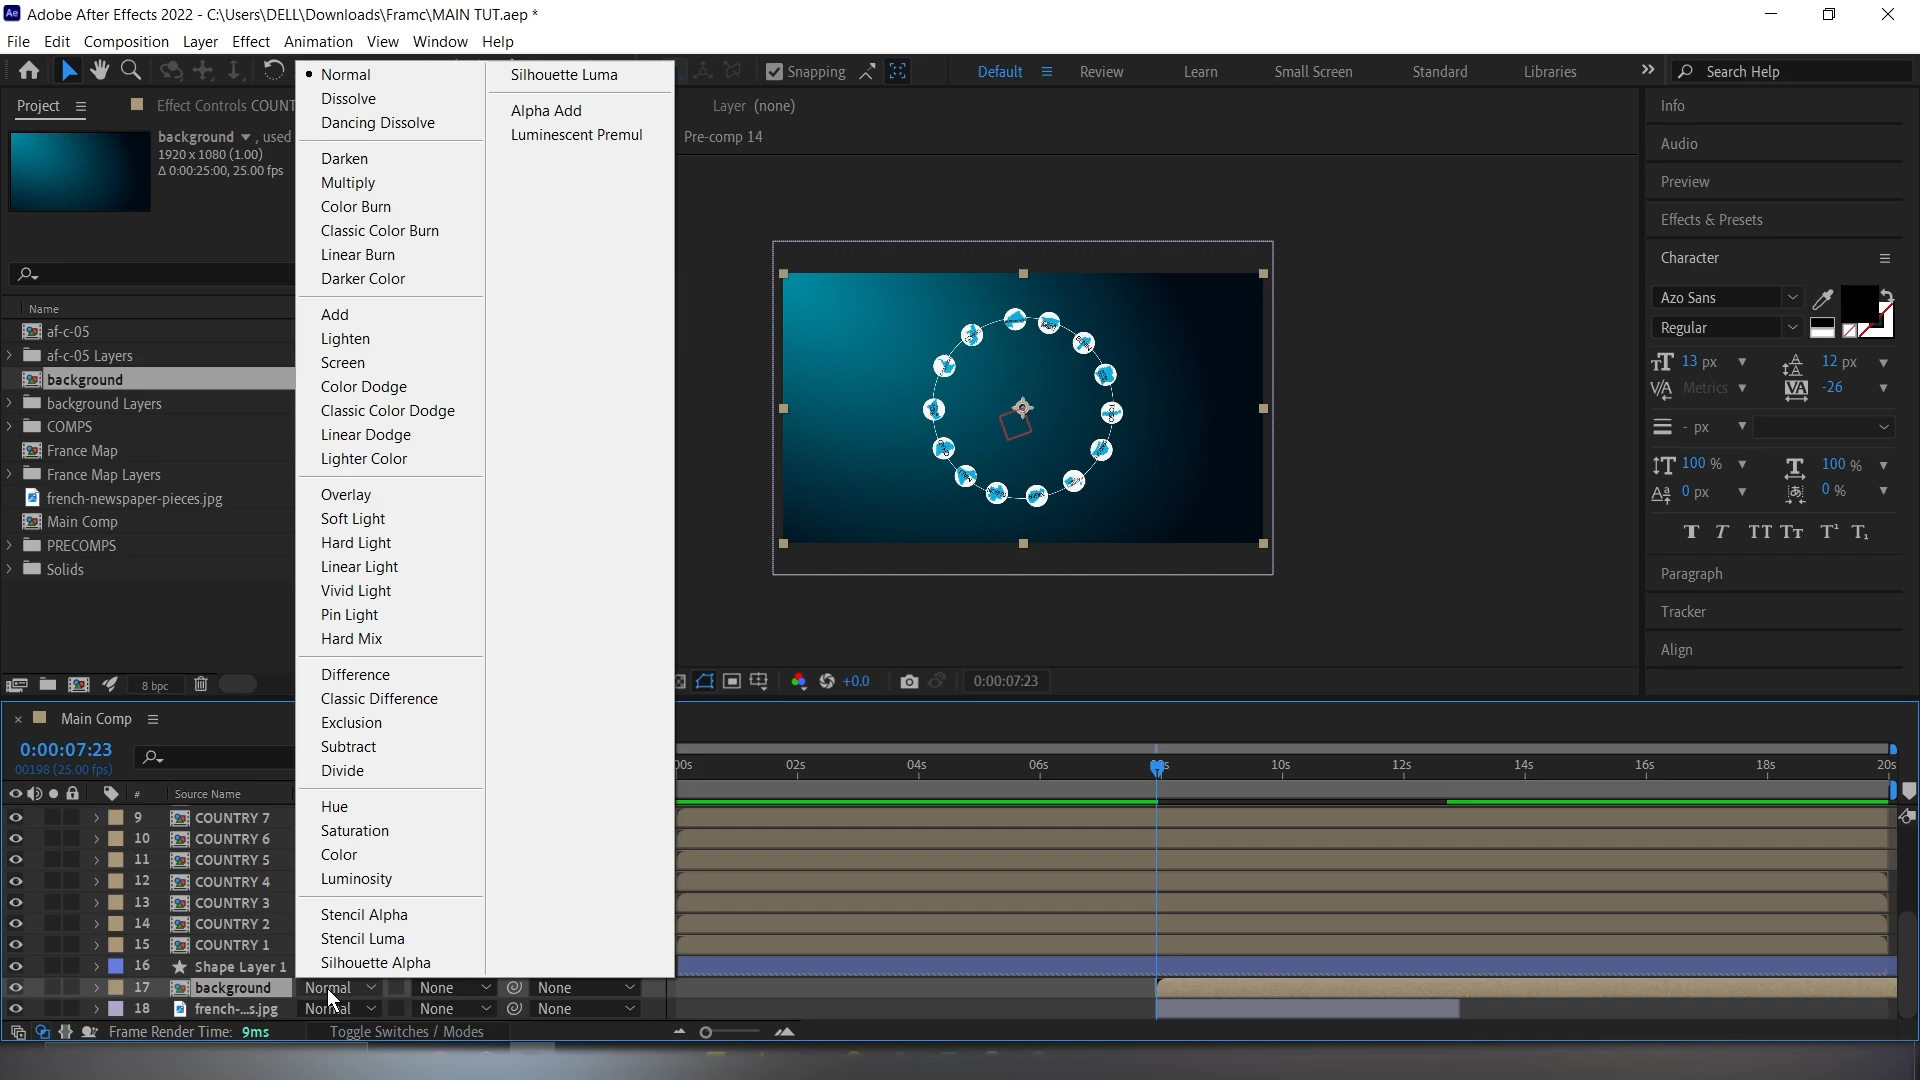 Adobe After Effects 2022 - C:\Users\DELL\Downloads\Framc\MAIN TUT.aep *
File Edit Composition Layer Effect Animation View Window Help
Snapping Default Review Learn Small Screen Standard Libraries Search Help
Project Effect Controls COUNT Layer (none)
background , used
1920 x 1080 (1.00)
Δ 0:00:25:00, 25.00 fps
Pre-comp 14
Name
af-c-05
af-c-05 Layers
background
background Layers
COMPS
France Map
France Map Layers
french-newspaper-pieces.jpg
Main Comp
PRECOMPS
Solids
8 bpc
Normal
Dissolve
Dancing Dissolve
Darken
Multiply
Color Burn
Classic Color Burn
Linear Burn
Darker Color
Add
Lighten
Screen
Color Dodge
Classic Color Dodge
Linear Dodge
Lighter Color
Overlay
Soft Light
Hard Light
Linear Light
Vivid Light
Pin Light
Hard Mix
Difference
Classic Difference
Exclusion
Subtract
Divide
Hue
Saturation
Color
Luminosity
Stencil Alpha
Stencil Luma
Silhouette Alpha
Silhouette Luma
Alpha Add
Luminescent Premul
+0.0 0:00:07:23
Info
Audio
Preview
Effects & Presets
Character
Azo Sans
Regular
13 px 12 px
Metrics -26
- px
100 % 100 %
0 px 0 %
T T TT Tт T¹ T₁
Paragraph
Tracker
Align
Main Comp
0:00:07:23
00198 (25.00 fps)
# Source Name
00s 02s 04s 06s 10s 12s 14s 16s 18s 20s
9 COUNTRY 7
10 COUNTRY 6
11 COUNTRY 5
12 COUNTRY 4
13 COUNTRY 3
14 COUNTRY 2
15 COUNTRY 1
16 Shape Layer 1
17 background Normal None None
18 french-...s.jpg Normal None None
Frame Render Time: 9ms Toggle Switches / Modes